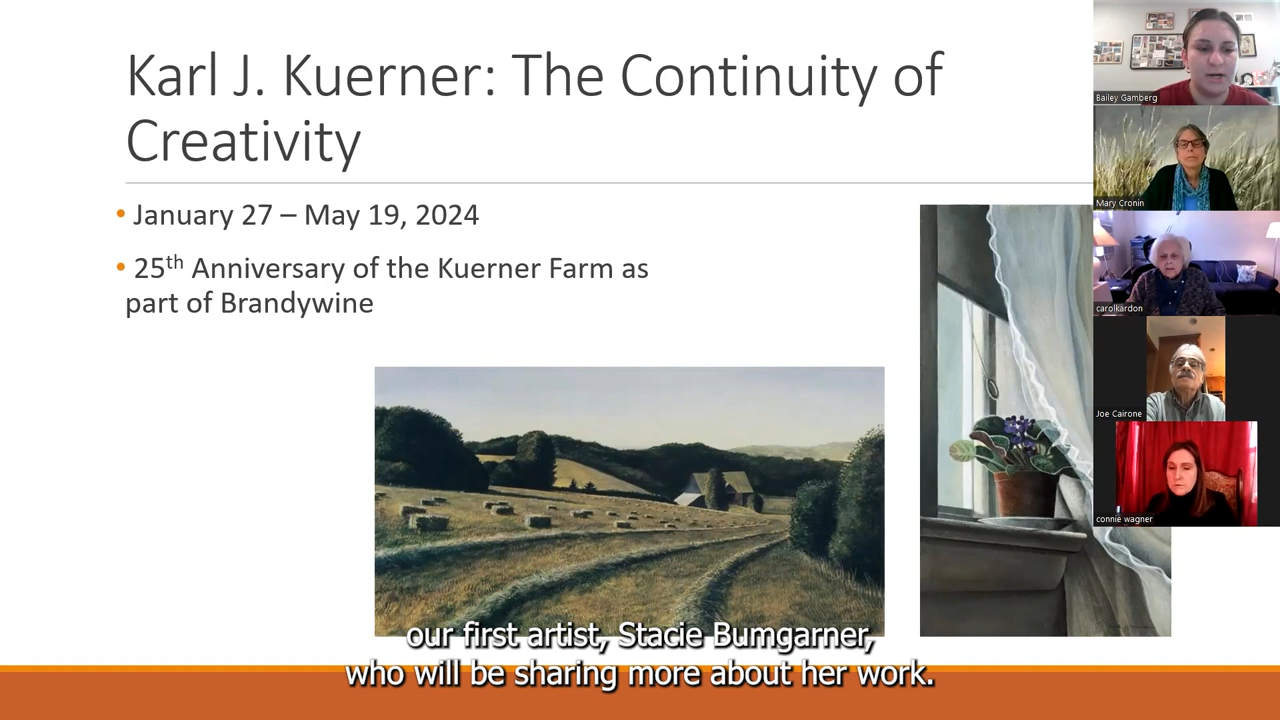 Karl J. Kuerner: The Continuity of
Creativity
• January 27 – May 19, 2024
• 25th Anniversary of the Kuerner Farm as
part of Brandywine
Bailey Gamberg
Mary Cronin
carolkardon
Joe Cairone
connie wagner
our first artist, Stacie Bumgarner,
who will be sharing more about her work.